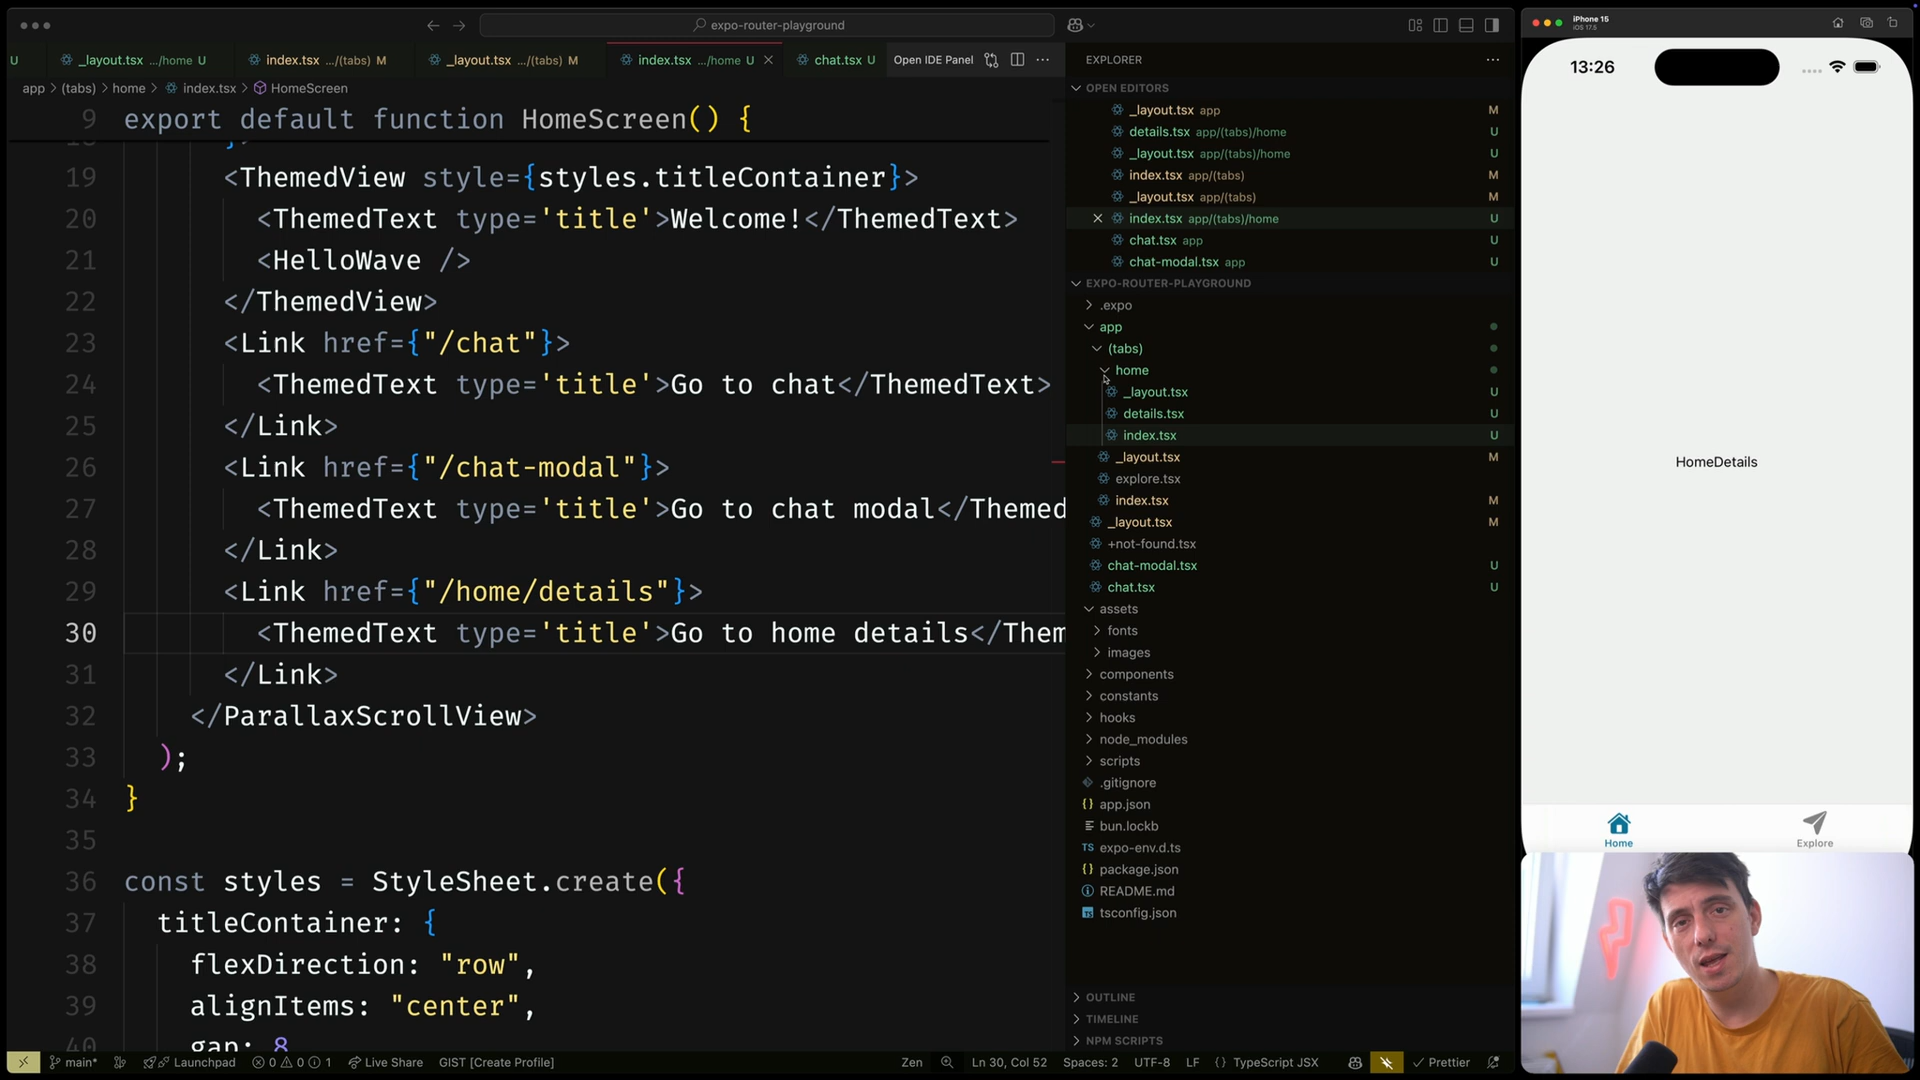 expo-router-playground
U
_layout.tsx .../home U
index.tsx .../(tabs) M
_layout.tsx .../(tabs) M
index.tsx .../home U
chat.tsx U
Open IDE Panel
app > (tabs) > home > index.tsx > HomeScreen
9 export default function HomeScreen() {
19 <ThemedView style={styles.titleContainer}>
20 <ThemedText type='title'>Welcome!</ThemedText>
21 <HelloWave />
22 </ThemedView>
23 <Link href={"/chat"}>
24 <ThemedText type='title'>Go to chat</ThemedText>
25 </Link>
26 <Link href={"/chat-modal"}>
27 <ThemedText type='title'>Go to chat modal</Themed
28 </Link>
29 <Link href={"/home/details"}>
30 <ThemedText type='title'>Go to home details</Them
31 </Link>
32 </ParallaxScrollView>
33 );
34 }
35
36 const styles = StyleSheet.create({
37 titleContainer: {
38 flexDirection: "row",
39 alignItems: "center",
40 gap: 8
EXPLORER
OPEN EDITORS
_layout.tsx app M
details.tsx app/(tabs)/home U
_layout.tsx app/(tabs)/home U
index.tsx app/(tabs) M
_layout.tsx app/(tabs) M
index.tsx app/(tabs)/home U
chat.tsx app U
chat-modal.tsx app U
EXPO-ROUTER-PLAYGROUND
.expo
app
(tabs)
home
_layout.tsx U
details.tsx U
index.tsx U
_layout.tsx M
explore.tsx
index.tsx M
_layout.tsx M
+not-found.tsx
chat-modal.tsx U
chat.tsx U
assets
fonts
images
components
constants
hooks
node_modules
scripts
.gitignore
{} app.json
bun.lockb
TS expo-env.d.ts
{} package.json
README.md
TS tsconfig.json
OUTLINE
TIMELINE
NPM SCRIPTS
main*
Launchpad
0 0 1
Live Share
GIST [Create Profile]
Zen
Ln 30, Col 52
Spaces: 2
UTF-8
LF
{} TypeScript JSX
Prettier
iPhone 15
iOS 17.5
13:26
HomeDetails
Home
Explore